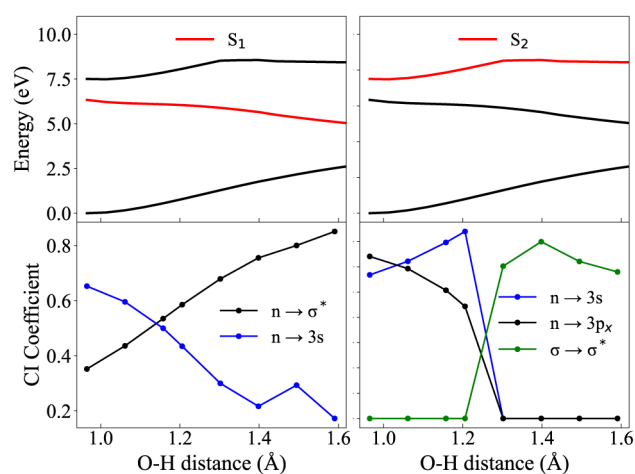 S₁
S₂
Energy (eV)
10.0
7.5
5.0
2.5
0.0
CI Coefficient
0.8
0.6
0.4
0.2
n → σ*
n → 3s
n → 3s
n → 3pₓ
σ → σ*
1.0 1.2 1.4 1.6
1.0 1.2 1.4 1.6
O-H distance (Å)
O-H distance (Å)